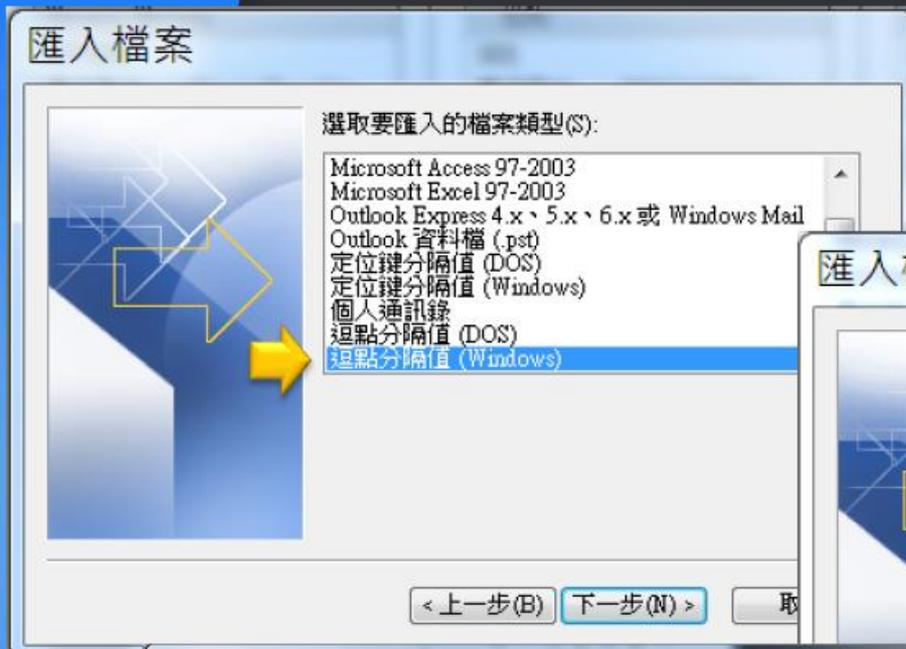 匯入檔案
選取要匯入的檔案類型(S):
Microsoft Access 97-2003
Microsoft Excel 97-2003
Outlook Express 4.x、5.x、6.x 或 Windows Mail
Outlook 資料檔 (.pst)
定位鍵分隔值 (DOS)
定位鍵分隔值 (Windows)
個人通訊錄
逗點分隔值 (DOS)
逗點分隔值 (Windows)
匯入
< 上一步(B)
下一步(N) >
取